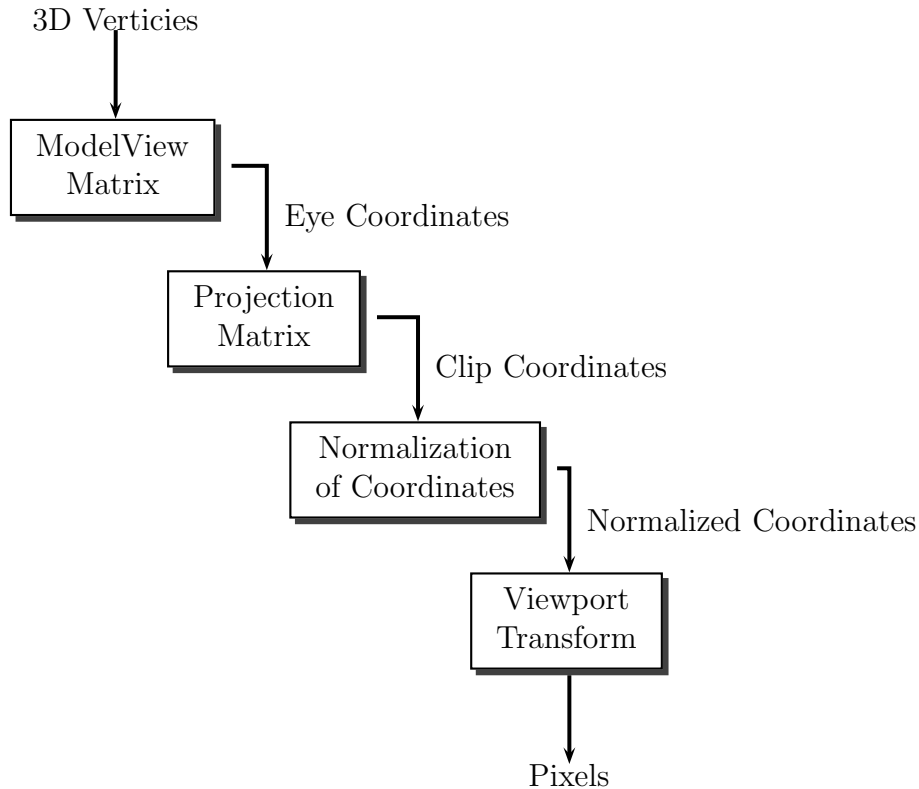 3D Verticies
ModelView
Matrix
Eye Coordinates
Projection
Matrix
Clip Coordinates
Normalization
of Coordinates
Normalized Coordinates
Viewport
Transform
Pixels